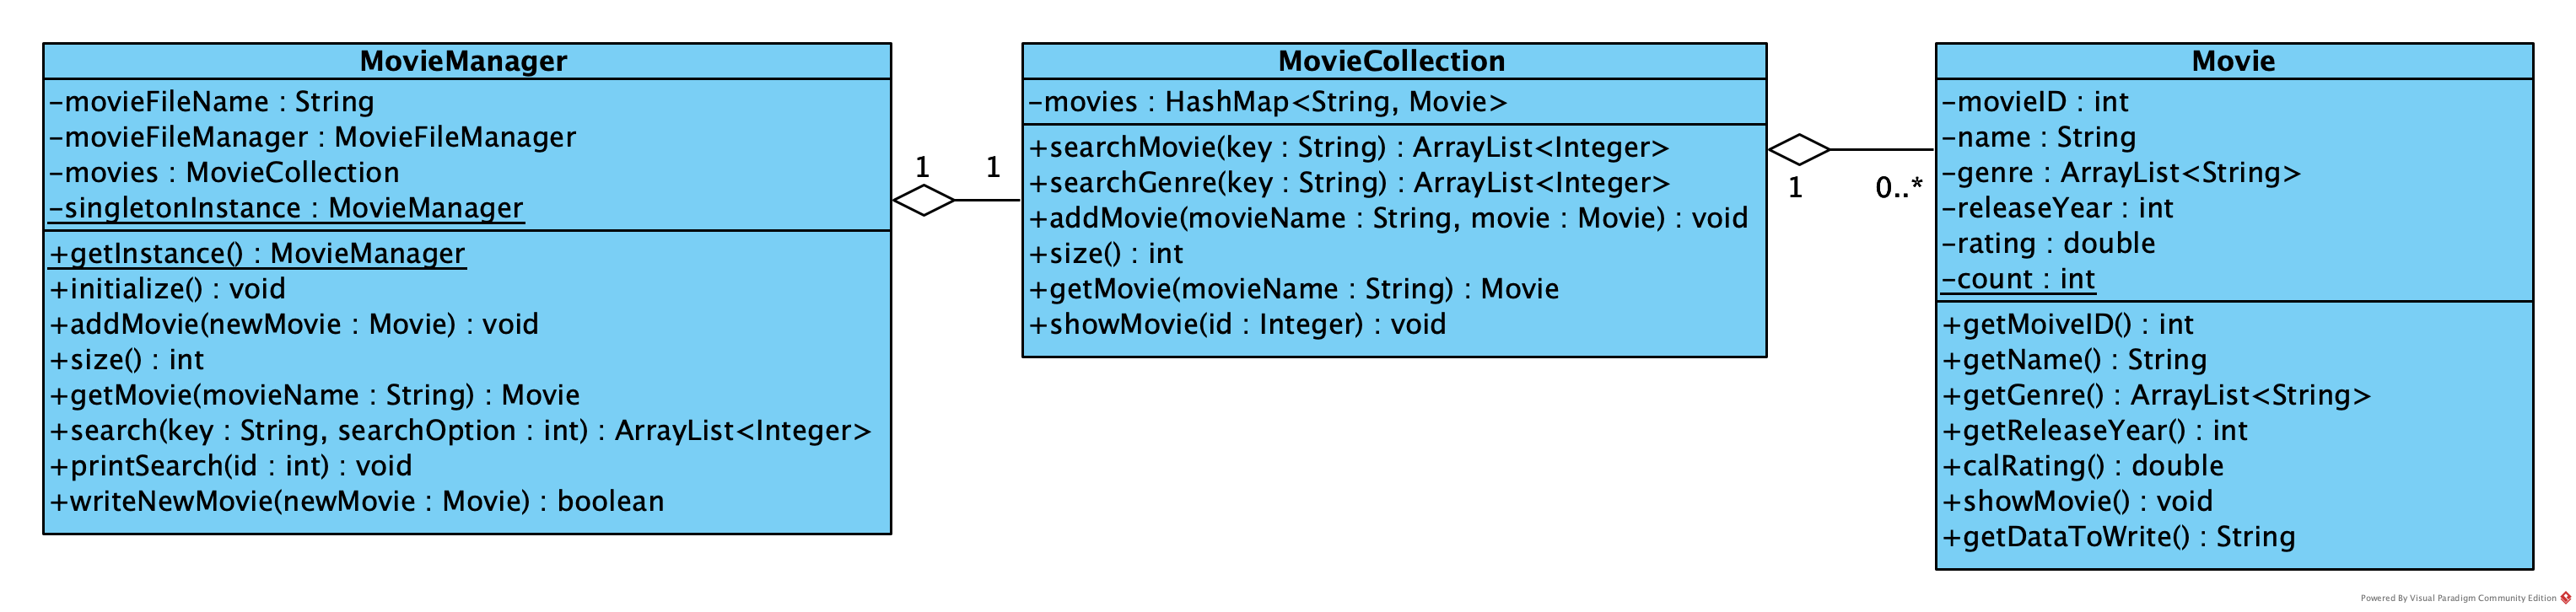 MovieManager
-movieFileName : String
-movieFileManager : MovieFileManager
-movies : MovieCollection
-singletonInstance : MovieManager
+getInstance() : MovieManager
+initialize() : void
+addMovie(newMovie : Movie) : void
+size() : int
+getMovie(movieName : String) : Movie
+search(key : String, searchOption : int) : ArrayList<Integer>
+printSearch(id : int) : void
+writeNewMovie(newMovie : Movie) : boolean
1
1
MovieCollection
-movies : HashMap<String, Movie>
+searchMovie(key : String) : ArrayList<Integer>
+searchGenre(key : String) : ArrayList<Integer>
+addMovie(movieName : String, movie : Movie) : void
+size() : int
+getMovie(movieName : String) : Movie
+showMovie(id : Integer) : void
1
0..*
Movie
-movieID : int
-name : String
-genre : ArrayList<String>
-releaseYear : int
-rating : double
-count : int
+getMoiveID() : int
+getName() : String
+getGenre() : ArrayList<String>
+getReleaseYear() : int
+calRating() : double
+showMovie() : void
+getDataToWrite() : String
Powered By Visual Paradigm Community Edition